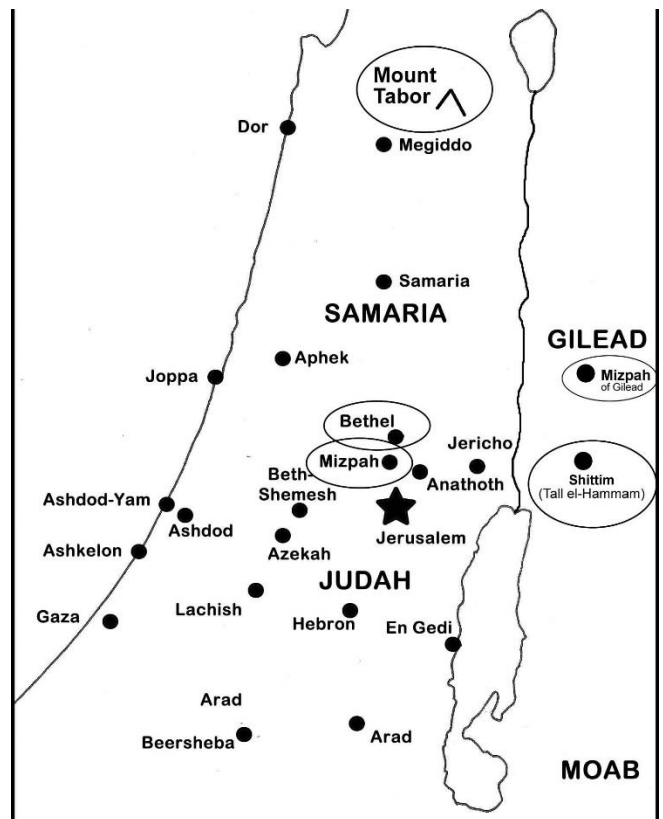 Mount
Tabor
Dor
Megiddo
Samaria
SAMARIA
GILEAD
Aphek
Joppa
Mizpah
of Gilead
Bethel
Mizpah
Jericho
Anathoth
Shittim
(Tall el-Hammam)
Beth-
Shemesh
Ashdod-Yam
Ashdod
Jerusalem
Ashkelon
Azekah
JUDAH
Lachish
Hebron
Gaza
En Gedi
Arad
Beersheba
Arad
MOAB